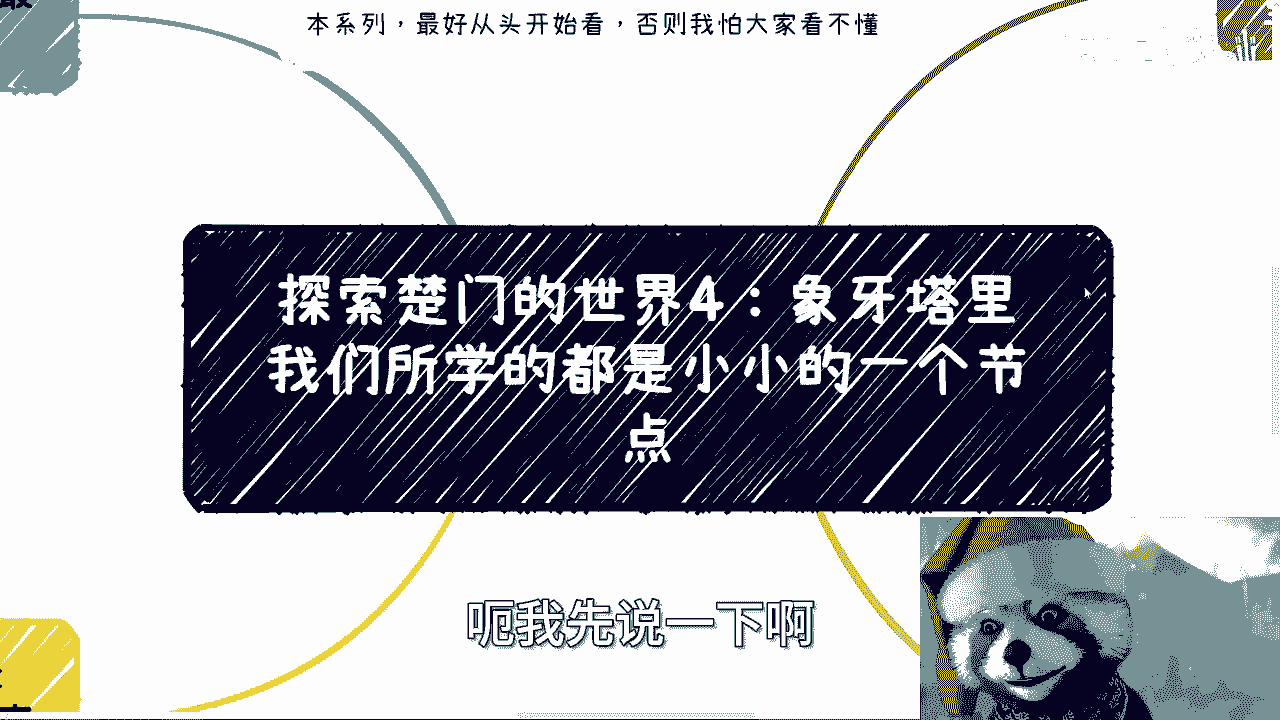 本系列，最好从头开始看，否则我怕大家看不懂
探索楚门的世界4：象牙塔里
我们所学的都是小小的一个节
点
呃我先说一下啊